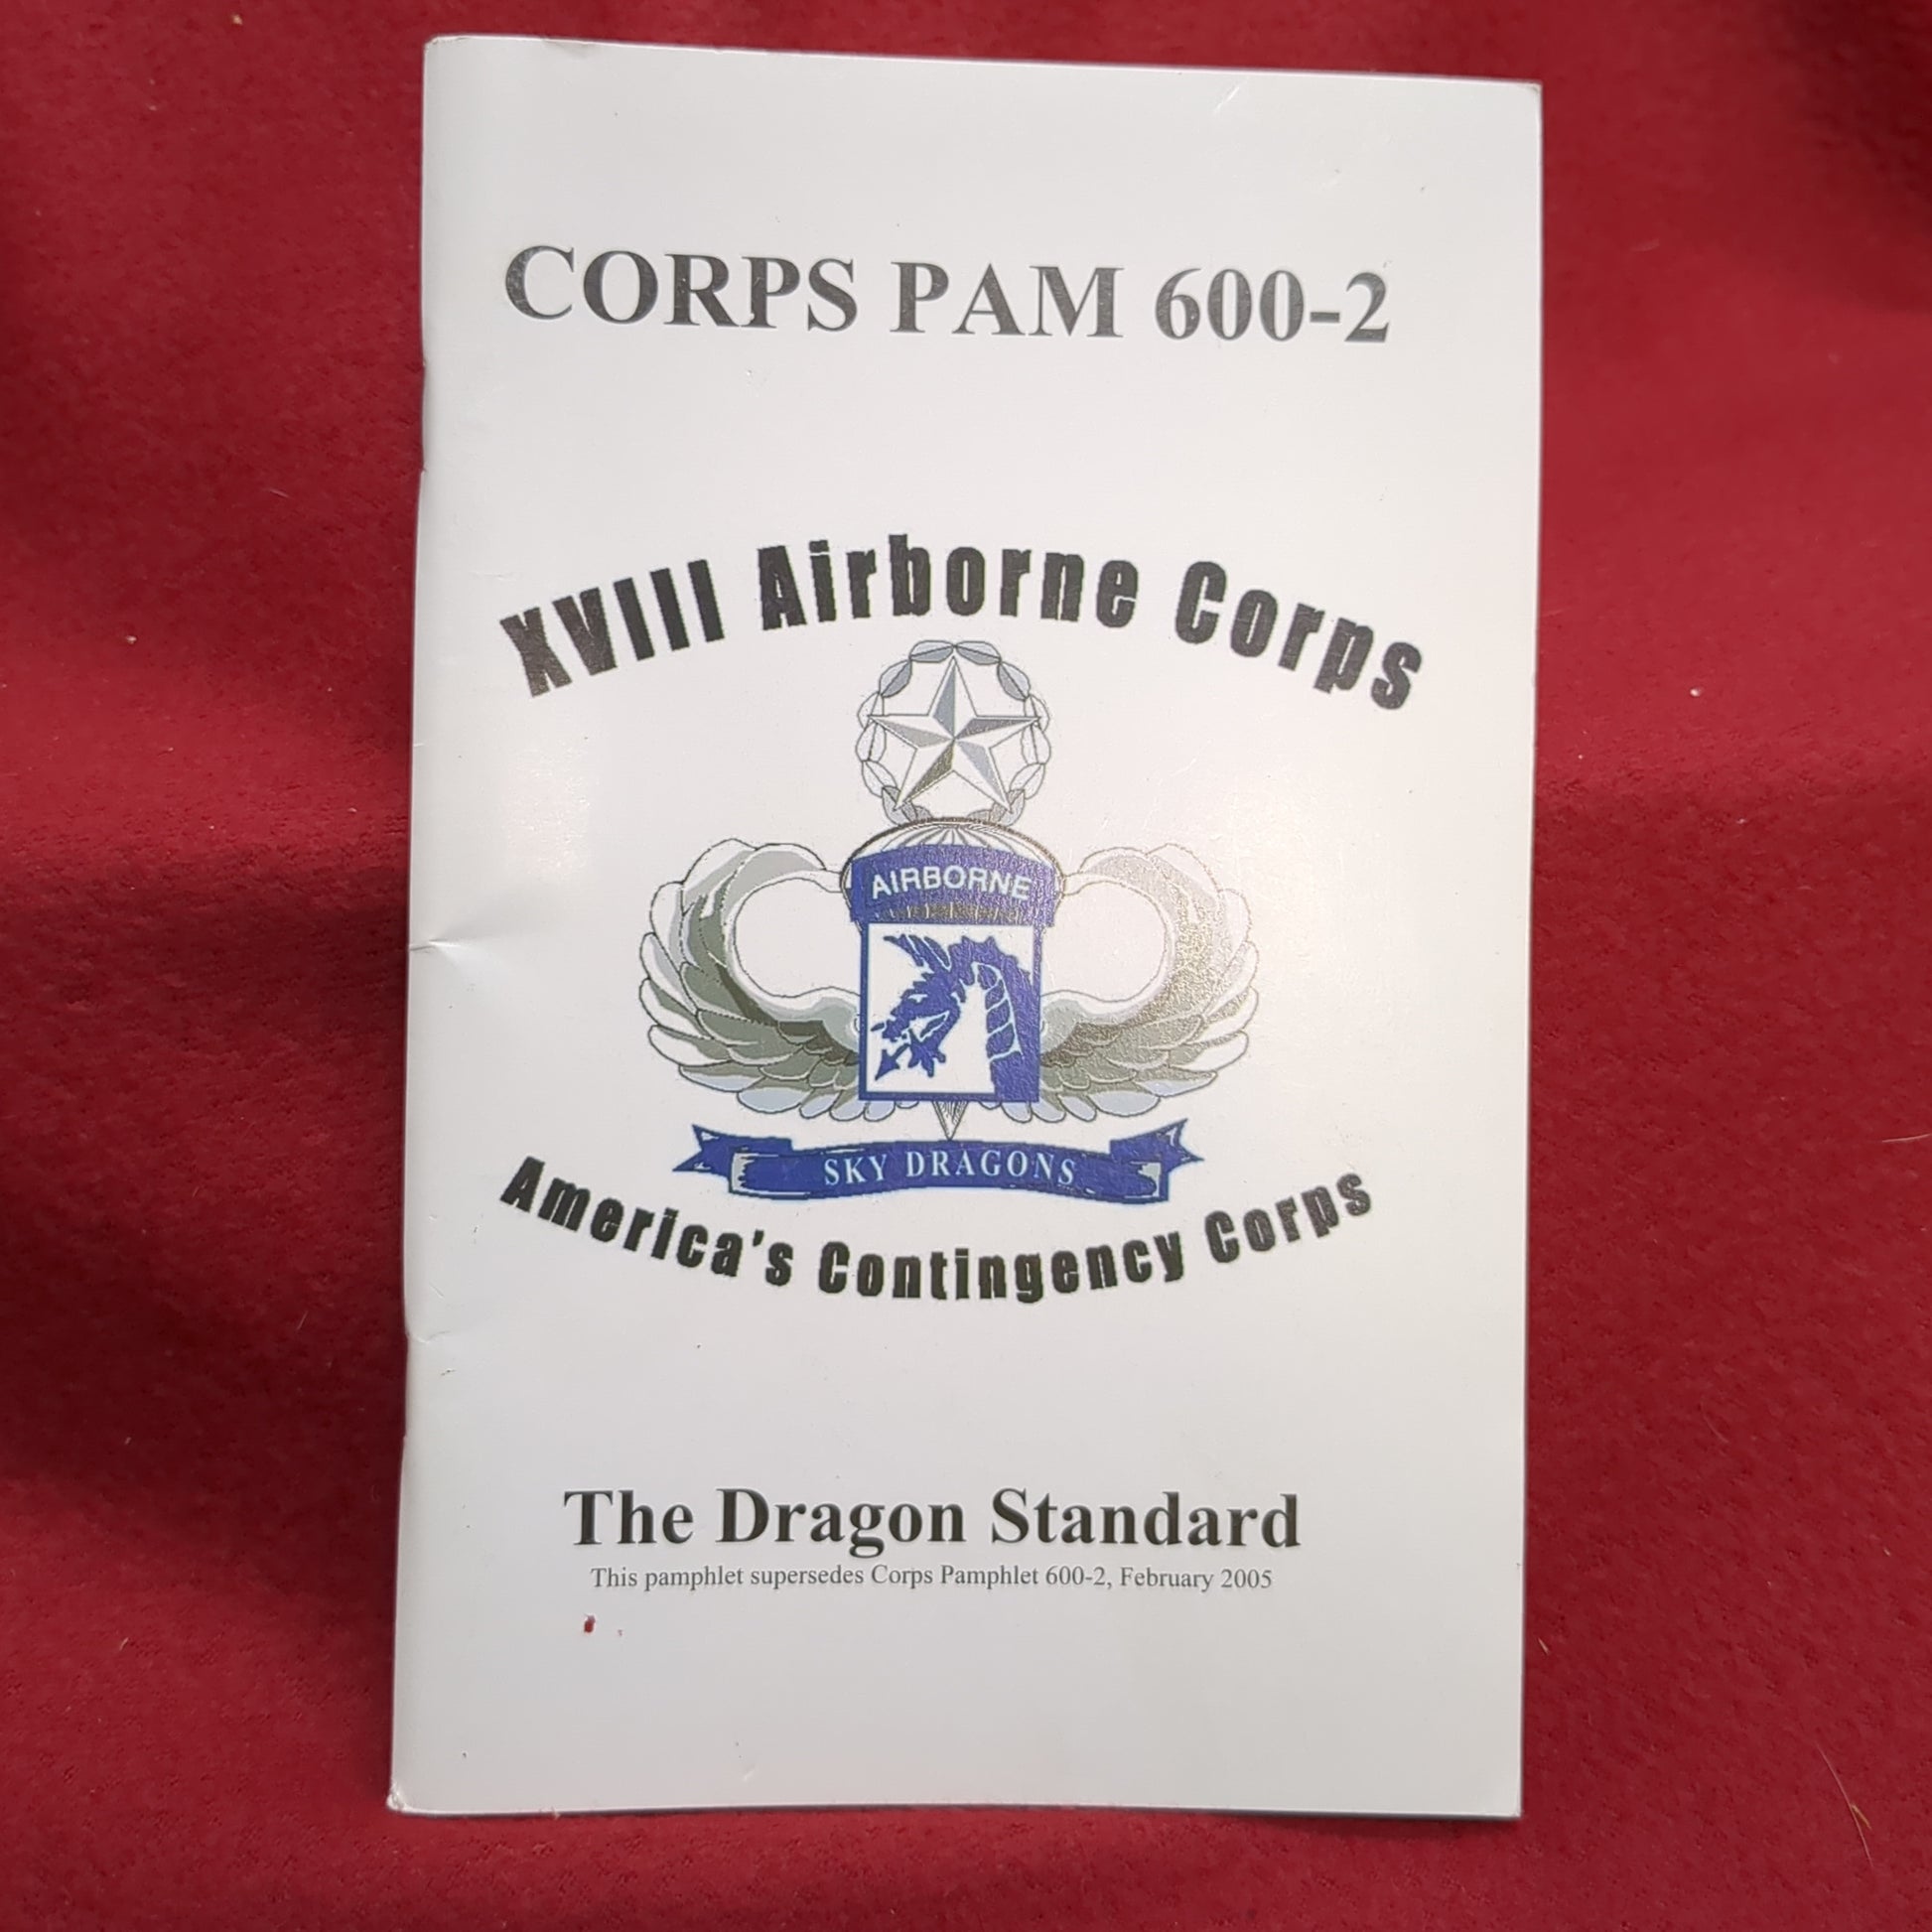 CORPS PAM 600-2
XVIII Airborne Corps
AIRBORNE
SKY DRAGONS
America's Contingency Corps
The Dragon Standard
This pamphlet supersedes Corps Pamphlet 600-2, February 2005